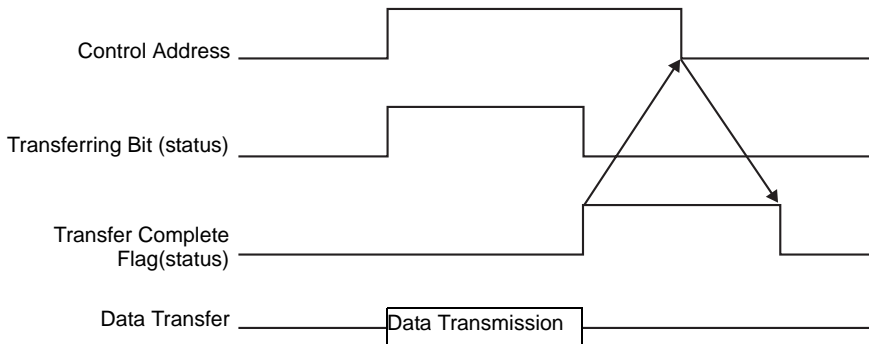 Control Address
Transferring Bit (status)
Transfer Complete
Flag(status)
Data Transfer
Data Transmission